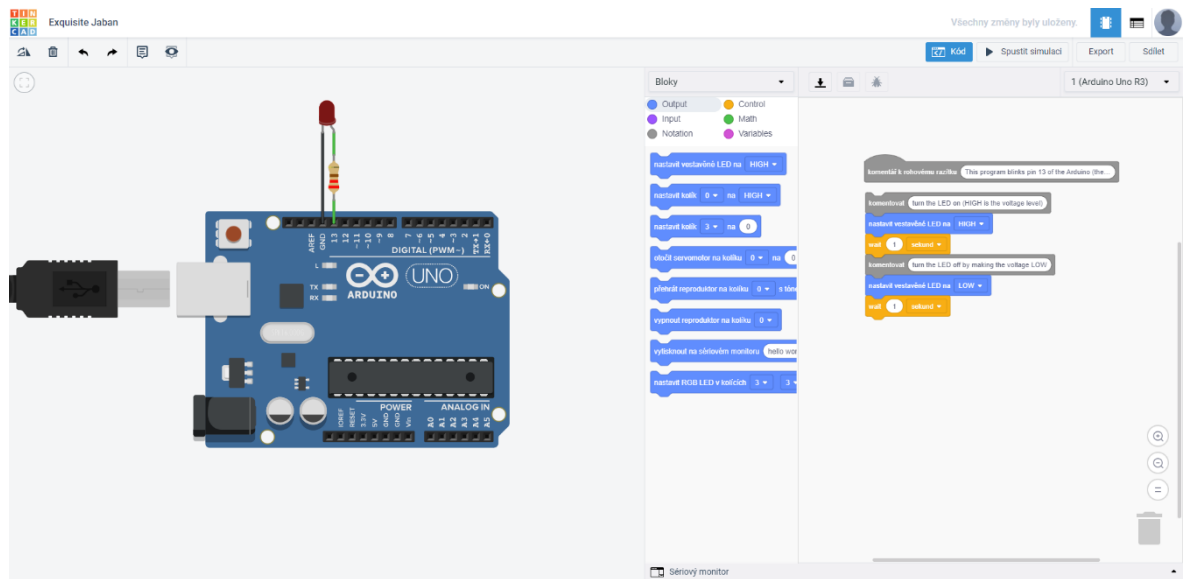 TIN
KER
CAD
Exquisite Jaban
Všechny změny byly uloženy.
Kód
Spustit simulaci
Export
Sdílet
Bloky
1 (Arduino Uno R3)
Output
Control
Input
Math
Notation
Variables
nastavit vestavěné LED na HIGH
nastavit kolík 0 na HIGH
nastavit kolík 3 na 0
otočit servomotor na kolíku 0 na 0
přehrát reproduktor na kolíku 0 s tóne
vypnout reproduktor na kolíku 0
vytisknout na sériovém monitoru hello wor
nastavit RGB LED v kolících 3 3
komentář k rohovému razítku This program blinks pin 13 of the Arduino (the...
komentovat turn the LED on (HIGH is the voltage level)
nastavit vestavěné LED na HIGH
wait 1 sekund
komentovat turn the LED off by making the voltage LOW
nastavit vestavěné LED na LOW
wait 1 sekund
AREF
GND
13
12
~11
~10
~9
8
7
~6
~5
4
~3
2
TX→1
RX←0
DIGITAL (PWM~)
L
TX
RX
ARDUINO
UNO
ON
POWER
ANALOG IN
IOREF
RESET
3.3V
5V
GND
GND
Vin
A0
A1
A2
A3
A4
A5
Sériový monitor